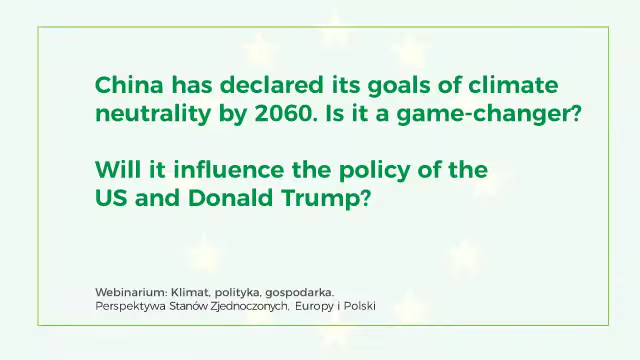 China has declared its goals of climate
neutrality by 2060. Is it a game-changer?
Will it influence the policy of the
US and Donald Trump?
Webinarium: Klimat, polityka, gospodarka.
Perspektywa Stanów Zjednoczonych, Europy i Polski